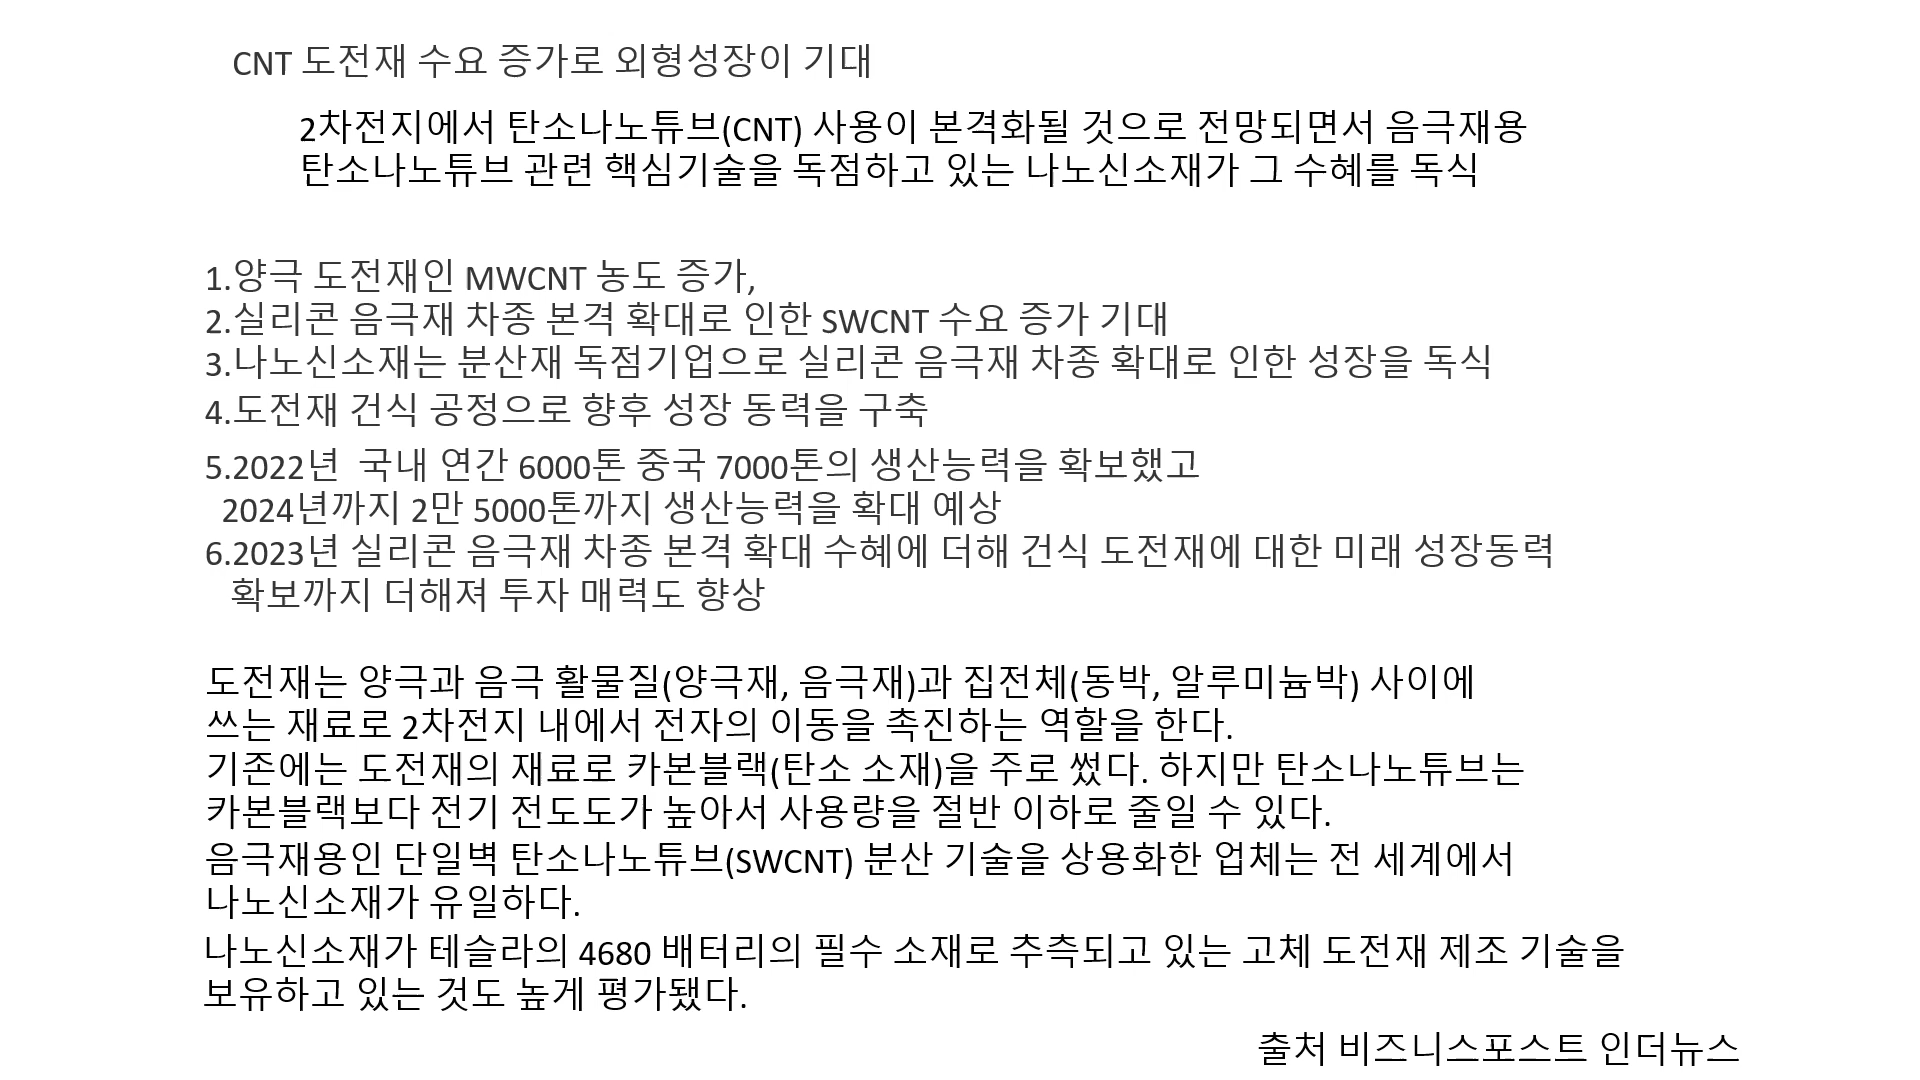 CNT 도전재 수요 증가로 외형성장이 기대
2차전지에서 탄소나노튜브(CNT) 사용이 본격화될 것으로 전망되면서 음극재용
탄소나노튜브 관련 핵심기술을 독점하고 있는 나노신소재가 그 수혜를 독식
1.양극 도전재인 MWCNT 농도 증가,
2.실리콘 음극재 차종 본격 확대로 인한 SWCNT 수요 증가 기대
3.나노신소재는 분산재 독점기업으로 실리콘 음극재 차종 확대로 인한 성장을 독식
4.도전재 건식 공정으로 향후 성장 동력을 구축
5.2022년 국내 연간 6000톤 중국 7000톤의 생산능력을 확보했고
2024년까지 2만 5000톤까지 생산능력을 확대 예상
6.2023년 실리콘 음극재 차종 본격 확대 수혜에 더해 건식 도전재에 대한 미래 성장동력
확보까지 더해져 투자 매력도 향상
도전재는 양극과 음극 활물질(양극재, 음극재)과 집전체(동박, 알루미늄박) 사이에
쓰는 재료로 2차전지 내에서 전자의 이동을 촉진하는 역할을 한다.
기존에는 도전재의 재료로 카본블랙(탄소 소재)을 주로 썼다. 하지만 탄소나노튜브는
카본블랙보다 전기 전도도가 높아서 사용량을 절반 이하로 줄일 수 있다.
음극재용인 단일벽 탄소나노튜브(SWCNT) 분산 기술을 상용화한 업체는 전 세계에서
나노신소재가 유일하다.
나노신소재가 테슬라의 4680 배터리의 필수 소재로 추측되고 있는 고체 도전재 제조 기술을
보유하고 있는 것도 높게 평가됐다.
출처 비즈니스포스트 인더뉴스